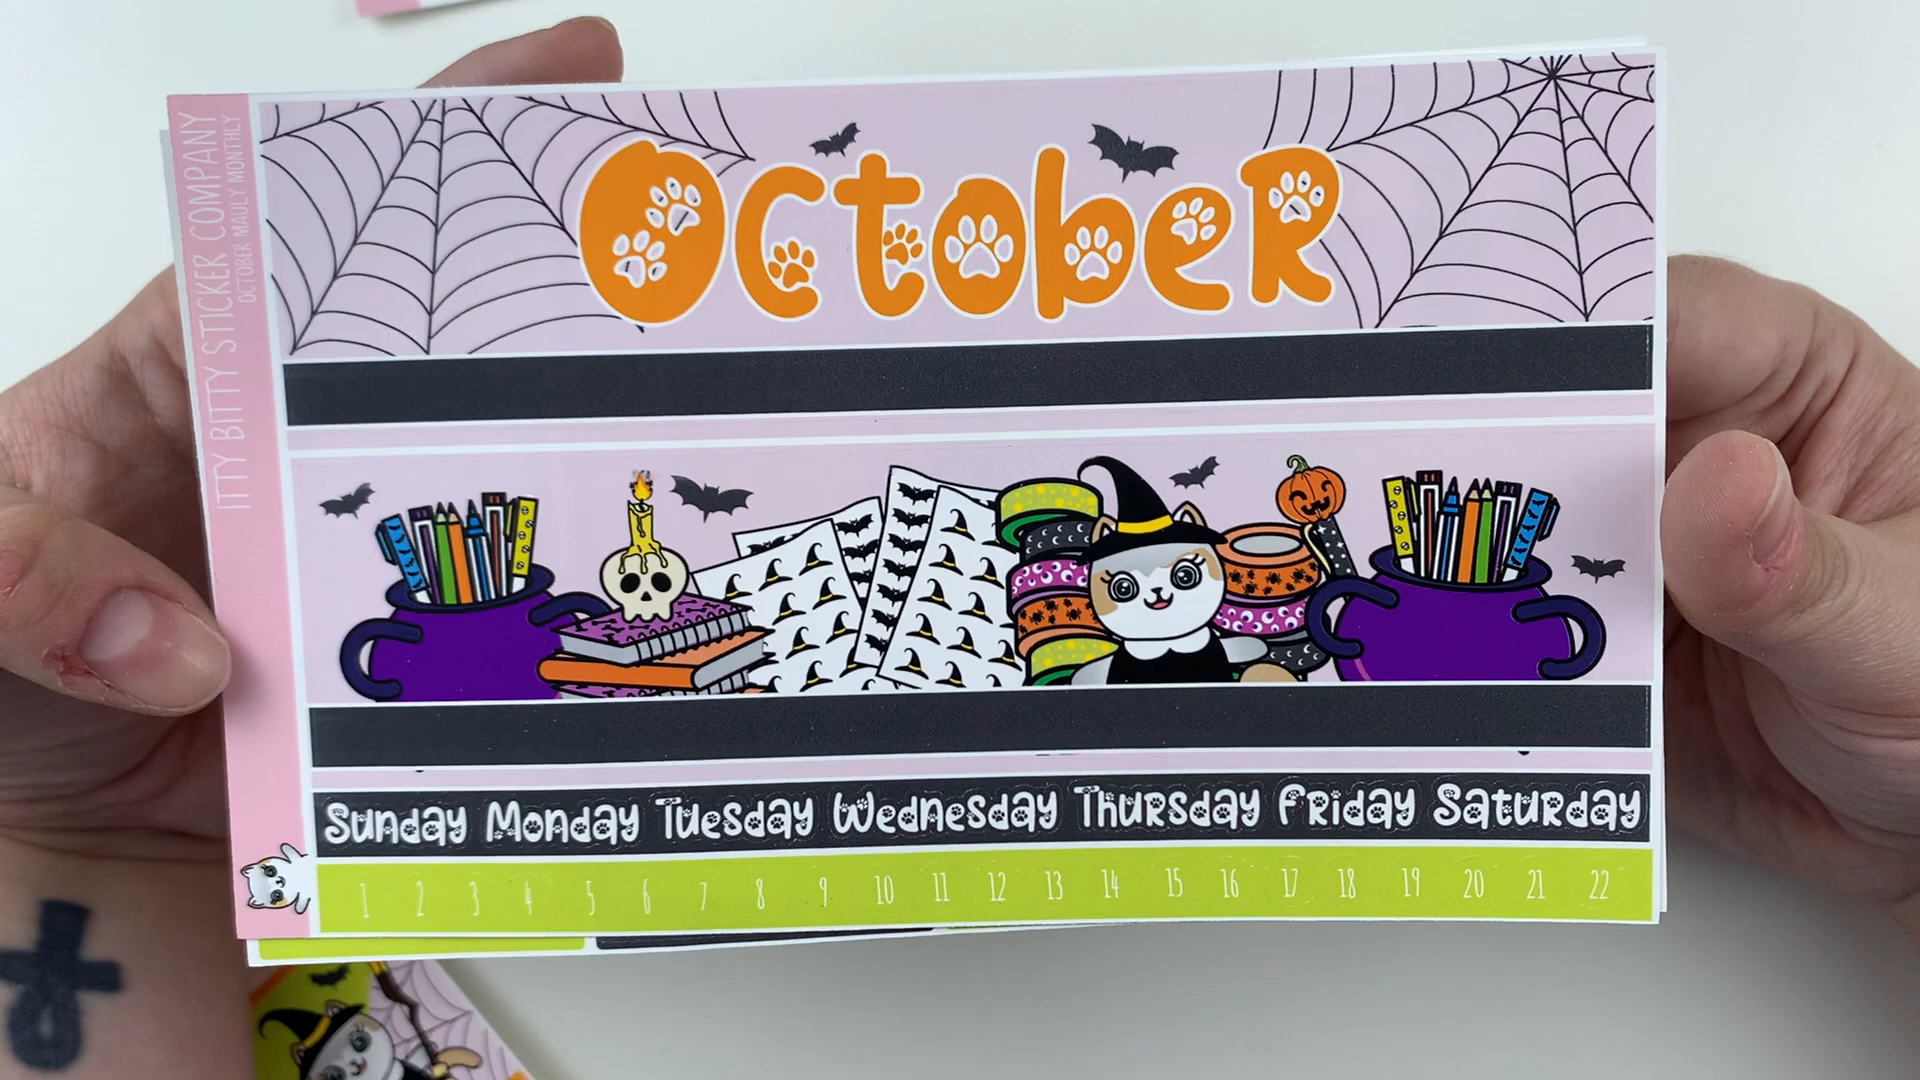 ITTY BITTY STICKER COMPANY
OCTOBER MAULY MONTHLY
October
Sunday Monday Tuesday Wednesday Thursday Friday Saturday
1 2 3 4 5 6 7 8 9 10 11 12 13 14 15 16 17 18 19 20 21 22